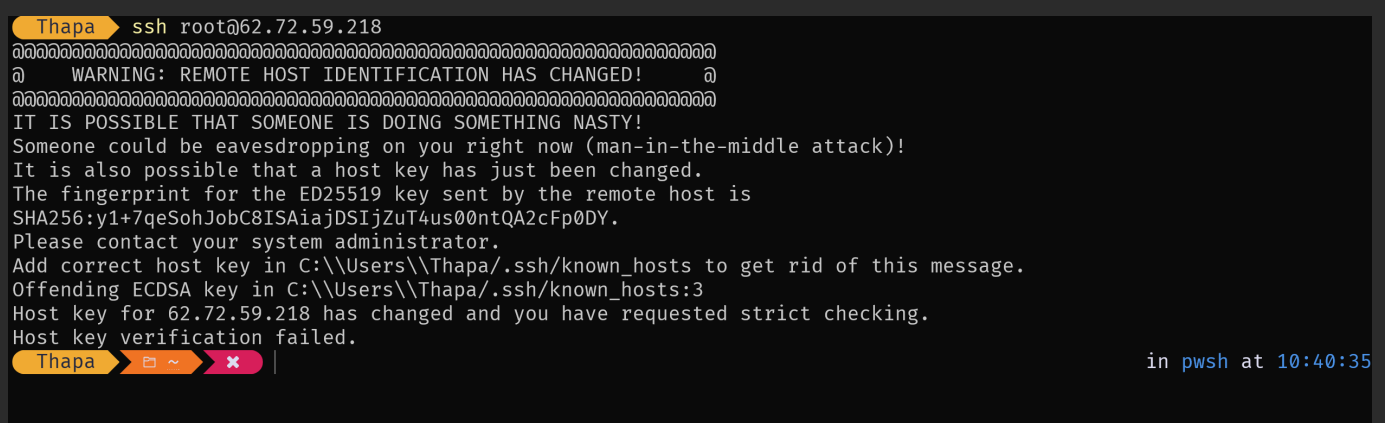 Thapa ssh root@62.72.59.218
@@@@@@@@@@@@@@@@@@@@@@@@@@@@@@@@@@@@@@@@@@@@@@@@@@@@@@@@@@@
@    WARNING: REMOTE HOST IDENTIFICATION HAS CHANGED!     @
@@@@@@@@@@@@@@@@@@@@@@@@@@@@@@@@@@@@@@@@@@@@@@@@@@@@@@@@@@@
IT IS POSSIBLE THAT SOMEONE IS DOING SOMETHING NASTY!
Someone could be eavesdropping on you right now (man-in-the-middle attack)!
It is also possible that a host key has just been changed.
The fingerprint for the ED25519 key sent by the remote host is
SHA256:y1+7qeSohJobC8ISAiajDSIjZuT4us00ntQA2cFp0DY.
Please contact your system administrator.
Add correct host key in C:\\Users\\Thapa/.ssh/known_hosts to get rid of this message.
Offending ECDSA key in C:\\Users\\Thapa/.ssh/known_hosts:3
Host key for 62.72.59.218 has changed and you have requested strict checking.
Host key verification failed.
Thapa ~ in pwsh at 10:40:35